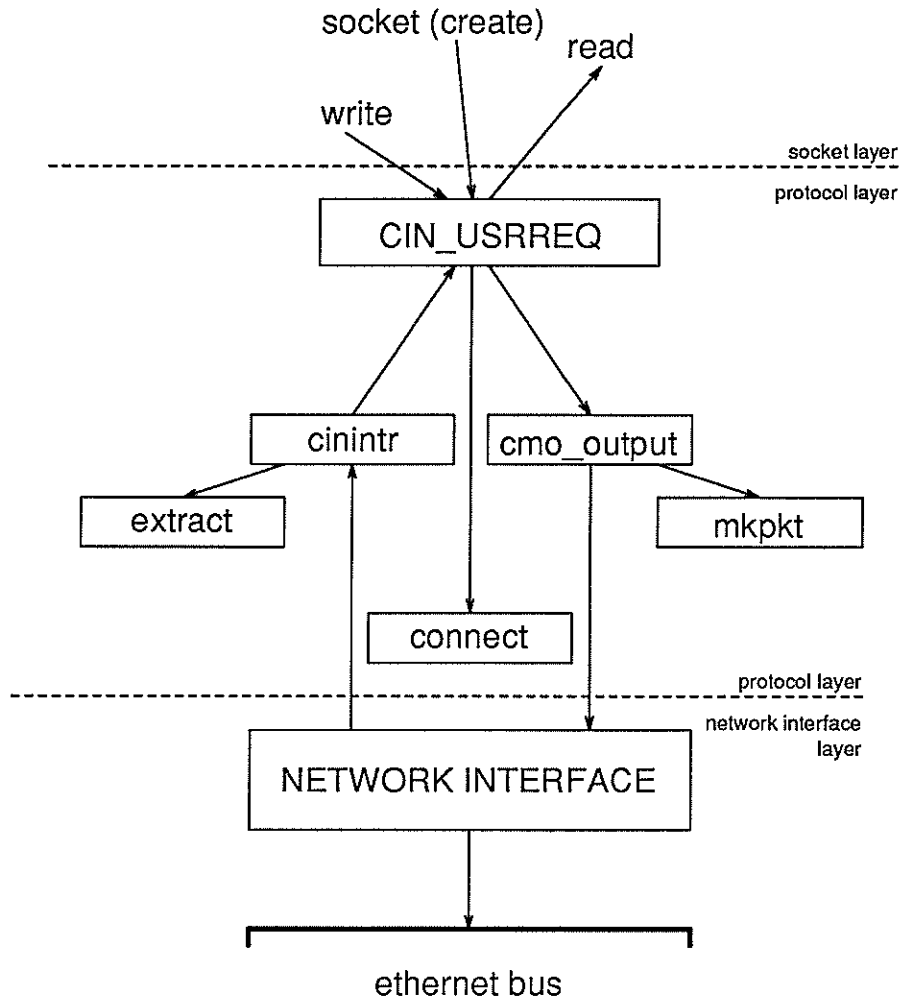 socket (create)
read
write
socket layer
protocol layer
CIN_USRREQ
cinintr
cmo_output
extract
mkpkt
connect
protocol layer
network interface
layer
NETWORK INTERFACE
ethernet bus